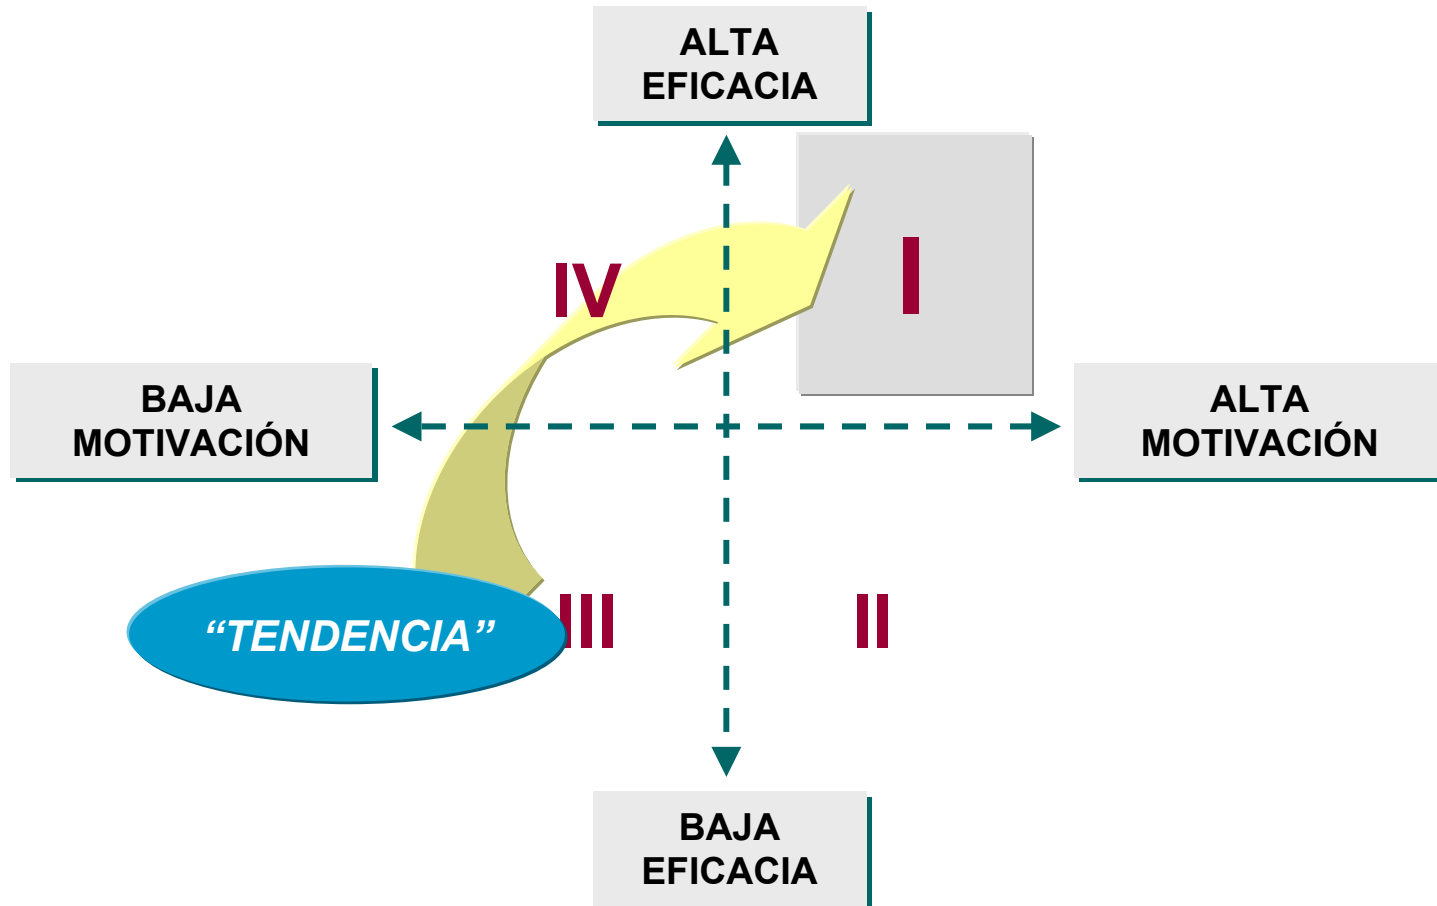 ALTA
EFICACIA
IV
I
BAJA
MOTIVACIÓN
ALTA
MOTIVACIÓN
“TENDENCIA”
III
II
BAJA
EFICACIA